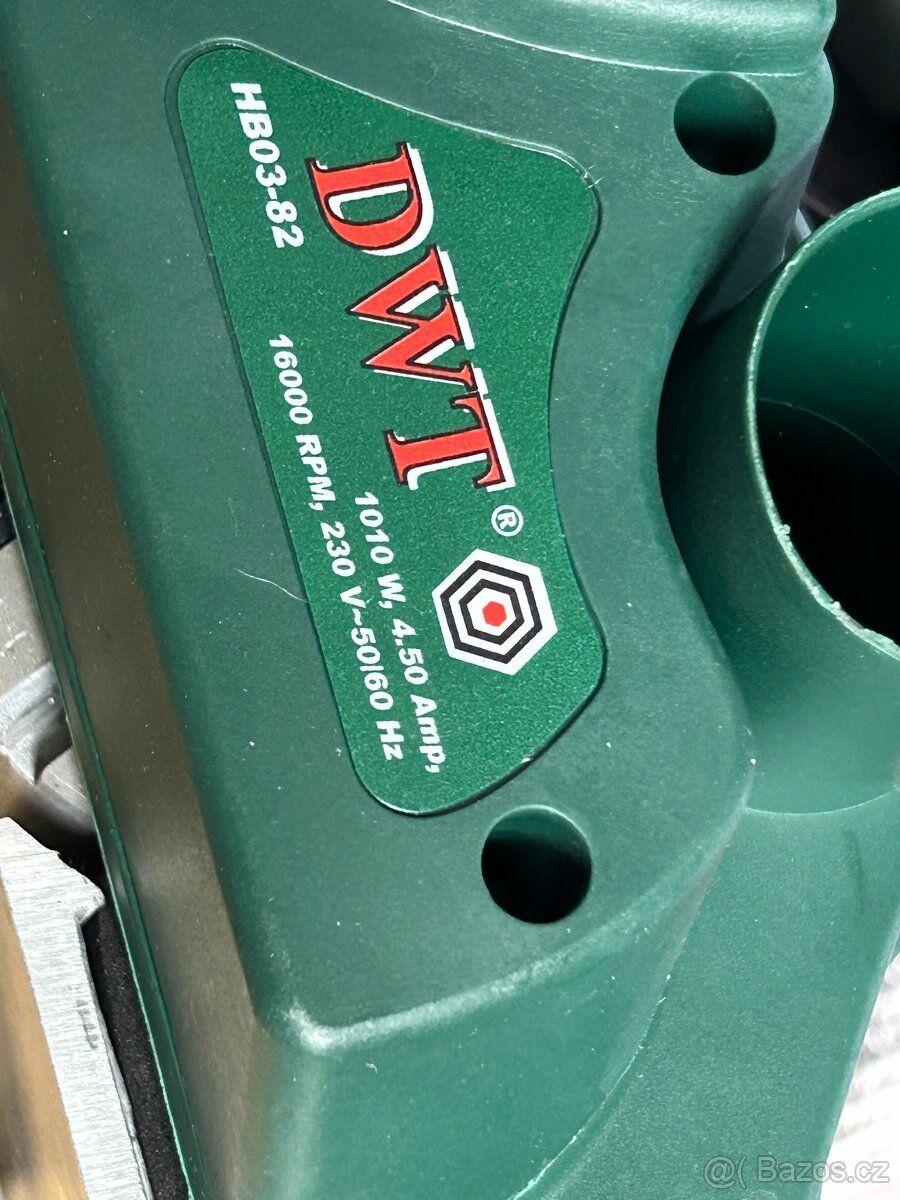 DWT®
HB03-82
1010 W, 4.50 Amp,
16000 RPM, 230 V~50/60 Hz
@( Bazos.cz